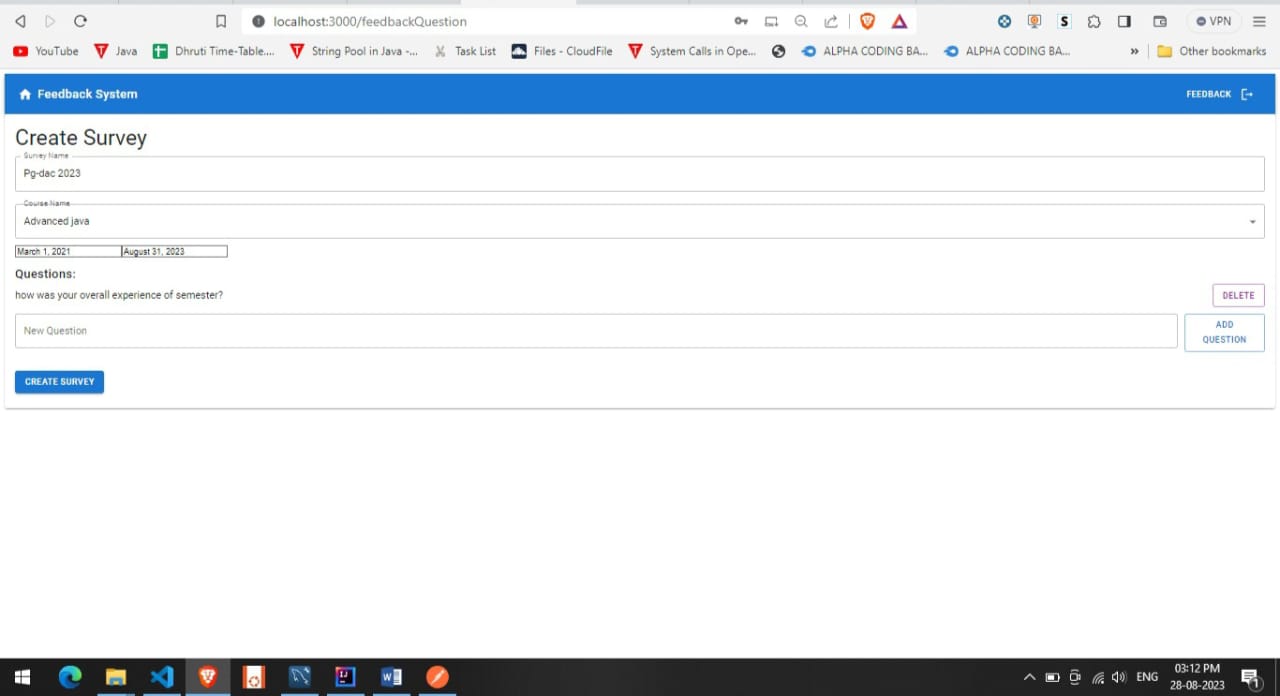 localhost:3000/feedbackQuestion
VPN
YouTube
Java
Dhruti Time-Table....
String Pool in Java -...
Task List
Files - CloudFile
System Calls in Ope...
ALPHA CODING BA...
ALPHA CODING BA...
»
Other bookmarks
Feedback System
FEEDBACK
Create Survey
Survey Name
Pg-dac 2023
Course Name
Advanced java
March 1, 2021
August 31, 2023
Questions:
how was your overall experience of semester?
DELETE
New Question
ADD
QUESTION
CREATE SURVEY
ENG
03:12 PM
28-08-2023
1